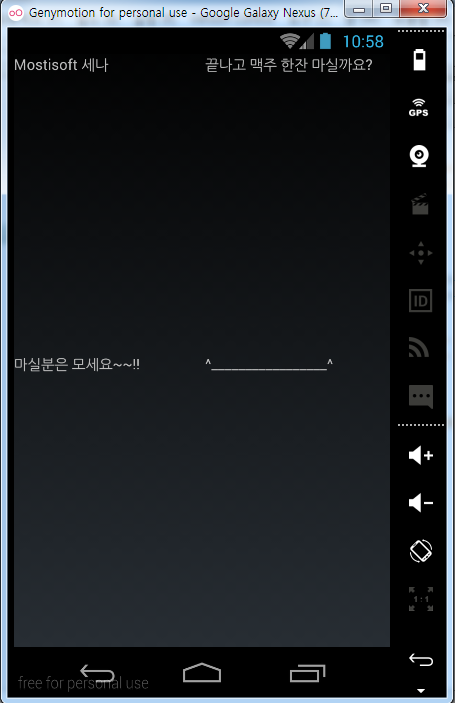 Genymotion for personal use - Google Galaxy Nexus (7...
10:58
Mostisoft 세나 끝나고 맥주 한잔 마실까요?
마실분은 모세요~~!! ^_________________^
free for personal use
GPS
ID
1:1